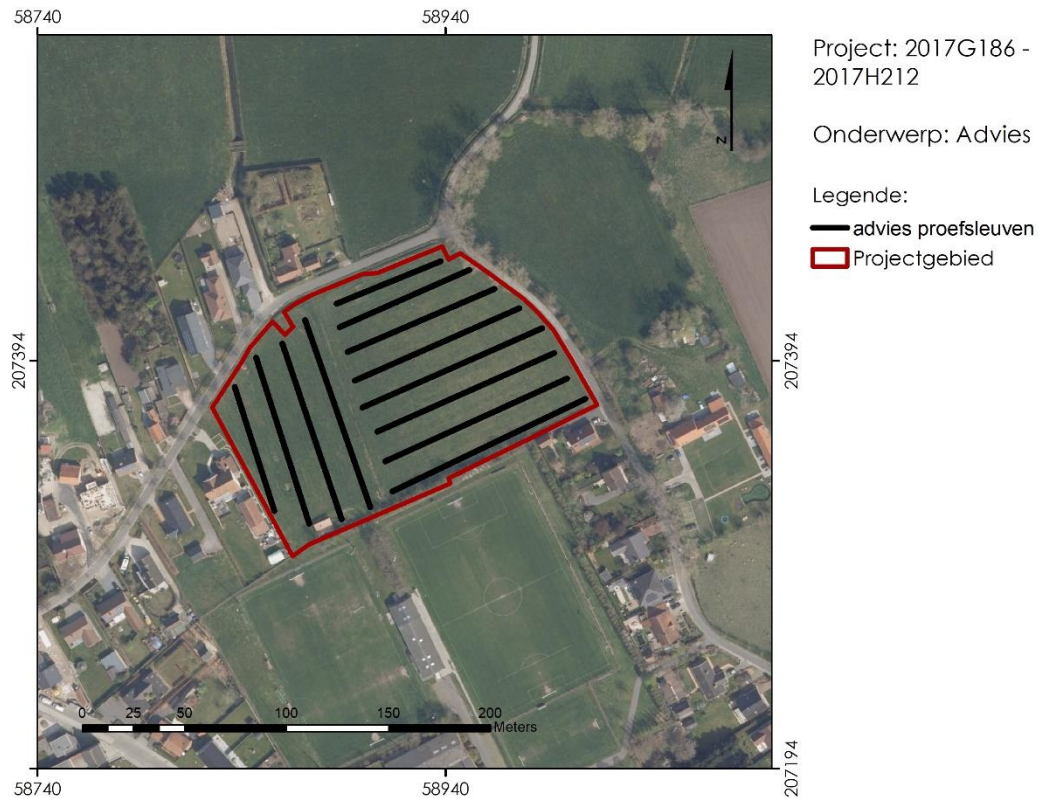 58740
58940
Project: 2017G186 -
2017H212
Onderwerp: Advies
Legende:
advies proefsleuven
Projectgebied
N
207394
207394
0 25 50 100 150 200
Meters
207194
58740
58940